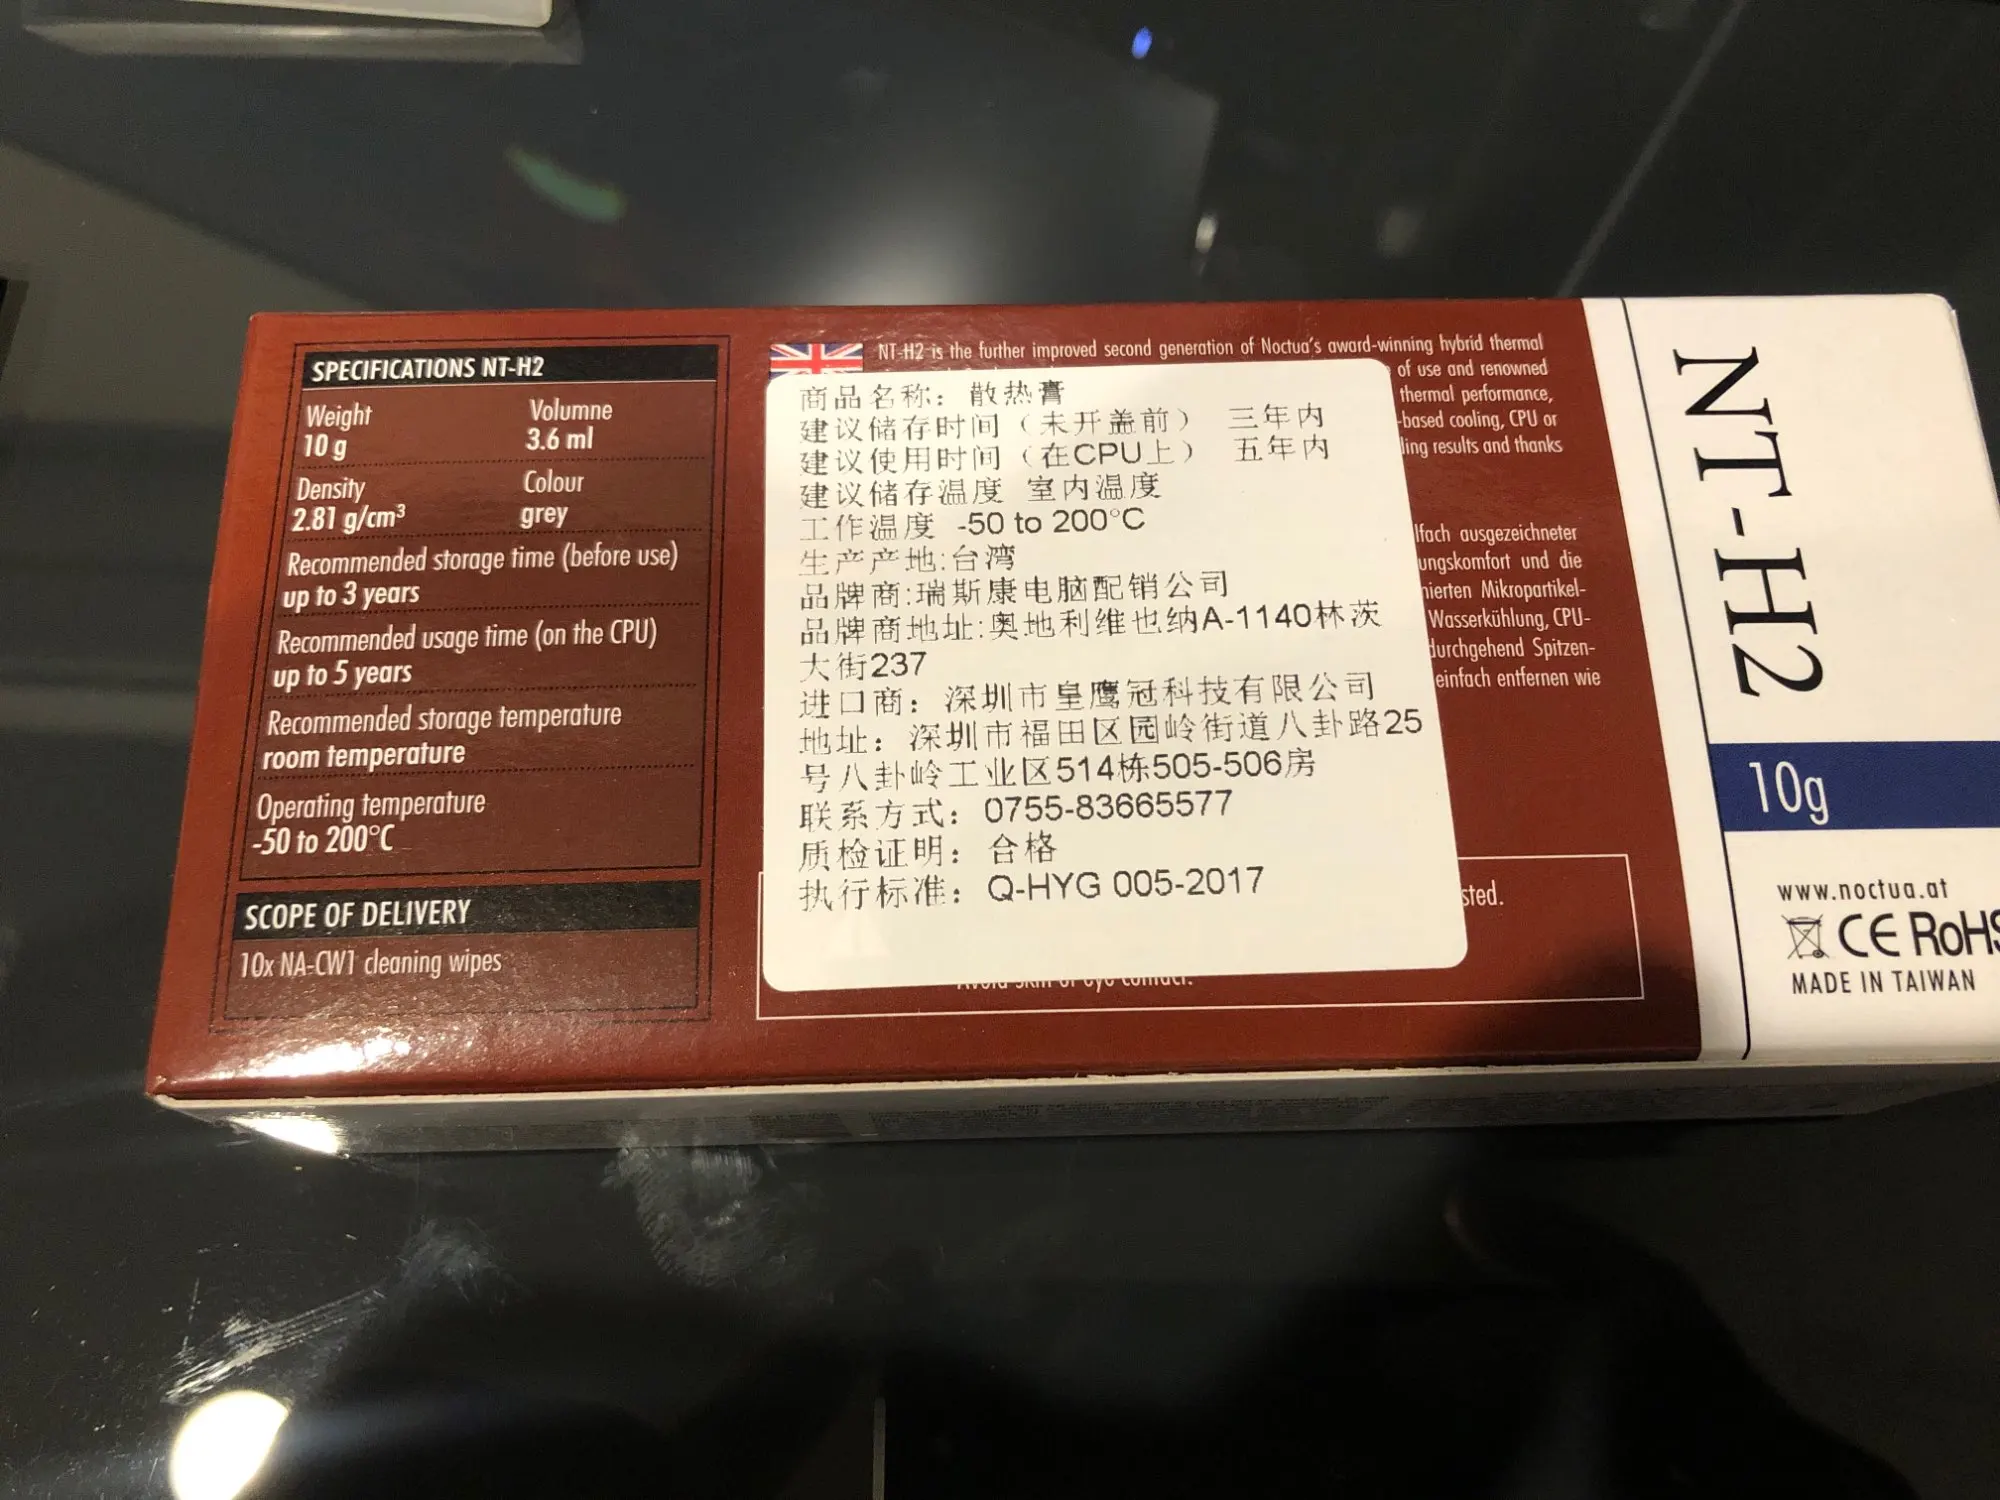 SPECIFICATIONS NT-H2
Weight Volumne
10 g 3.6 ml
Density Colour
2.81 g/cm³ grey
Recommended storage time (before use)
up to 3 years
Recommended usage time (on the CPU)
up to 5 years
Recommended storage temperature
room temperature
Operating temperature
-50 to 200°C
SCOPE OF DELIVERY
10x NA-CW1 cleaning wipes
NT-H2 is the further improved second generation of Noctua's award-winning hybrid thermal
of use and renowned
thermal performance,
-based cooling, CPU or
ling results and thanks
lfach ausgezeichneter
ungskomfort und die
nierten Mikropartikel-
Wasserkühlung, CPU-
durchgehend Spitzen-
einfach entfernen wie
sted.
Avoid skin or eye contact.
商品名称：散热膏
建议储存时间（未开盖前） 三年内
建议使用时间（在CPU上） 五年内
建议储存温度 室内温度
工作温度 -50 to 200°C
生产产地:台湾
品牌商:瑞斯康电脑配销公司
品牌商地址:奥地利维也纳A-1140林茨
大街237
进口商：深圳市皇鹰冠科技有限公司
地址：深圳市福田区园岭街道八卦路25
号八卦岭工业区514栋505-506房
联系方式：0755-83665577
质检证明：合格
执行标准：Q-HYG 005-2017
NT-H2
10g
www.noctua.at
CE RoHS
MADE IN TAIWAN